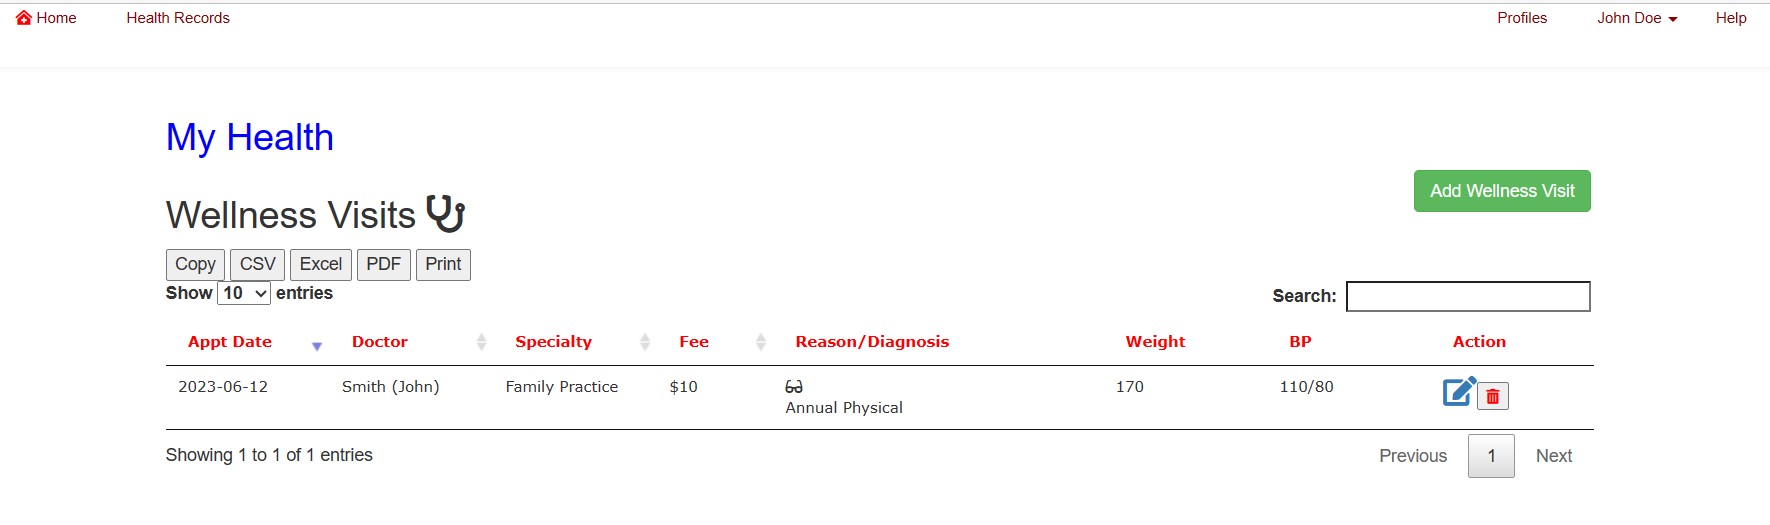 Home Health Records Profiles John Doe Help
My Health
Add Wellness Visit
Wellness Visits
Copy CSV Excel PDF Print
Show 10 entries Search:
Appt Date Doctor Specialty Fee Reason/Diagnosis Weight BP Action
2023-06-12 Smith (John) Family Practice $10 170 110/80
Annual Physical
Showing 1 to 1 of 1 entries Previous 1 Next